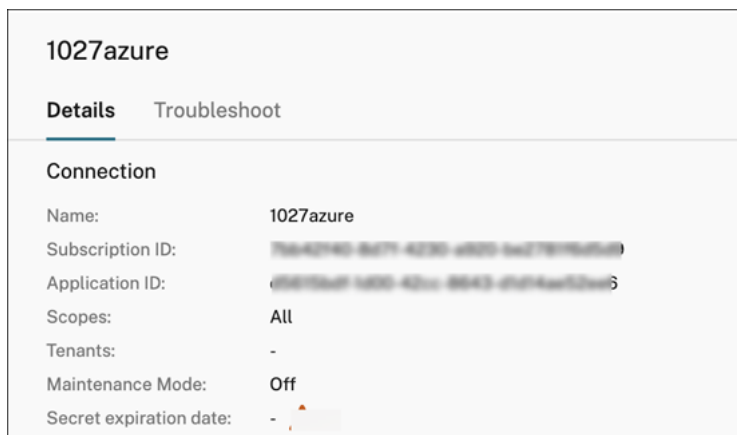 1027azure
Details Troubleshoot
Connection
Name: 1027azure
Subscription ID:
Application ID:
Scopes: All
Tenants: -
Maintenance Mode: Off
Secret expiration date: -